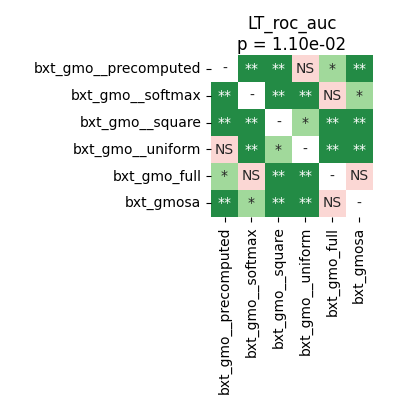 LT_roc_auc
p = 1.10e-02
bxt_gmo__precomputed - ** ** NS * **
bxt_gmo__softmax ** - ** ** NS *
bxt_gmo__square ** ** - * ** **
bxt_gmo__uniform NS ** * - ** **
bxt_gmo_full * NS ** ** - NS
bxt_gmosa ** * ** ** NS -
bxt_gmo__precomputed
bxt_gmo__softmax
bxt_gmo__square
bxt_gmo__uniform
bxt_gmo_full
bxt_gmosa